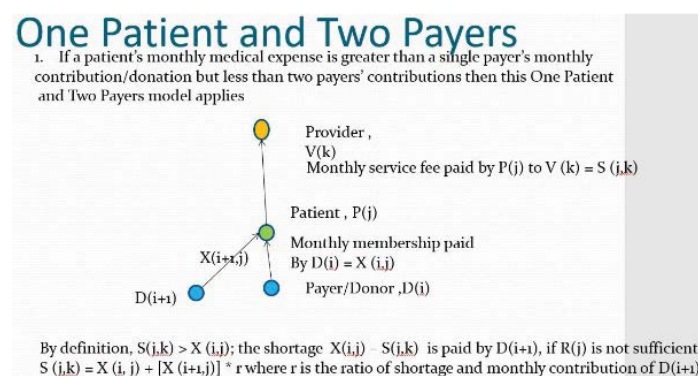 One Patient and Two Payers
1. If a patient's monthly medical expense is greater than a single payer's monthly
contribution/donation but less than two payers' contributions then this One Patient
and Two Payers model applies
Provider ,
V(k)
Monthly service fee paid by P(j) to V (k) = S (j,k)
Patient , P(j)
Monthly membership paid
By D(i) = X (i,j)
X(i+1,j)
Payer/Donor ,D(i)
D(i+1)
By definition, S(j,k) > X (i,j); the shortage X(i,j) – S(j,k) is paid by D(i+1), if R(j) is not sufficient
S (j,k) = X (i, j) + [X (i+1,j)] * r where r is the ratio of shortage and monthly contribution of D(i+1)